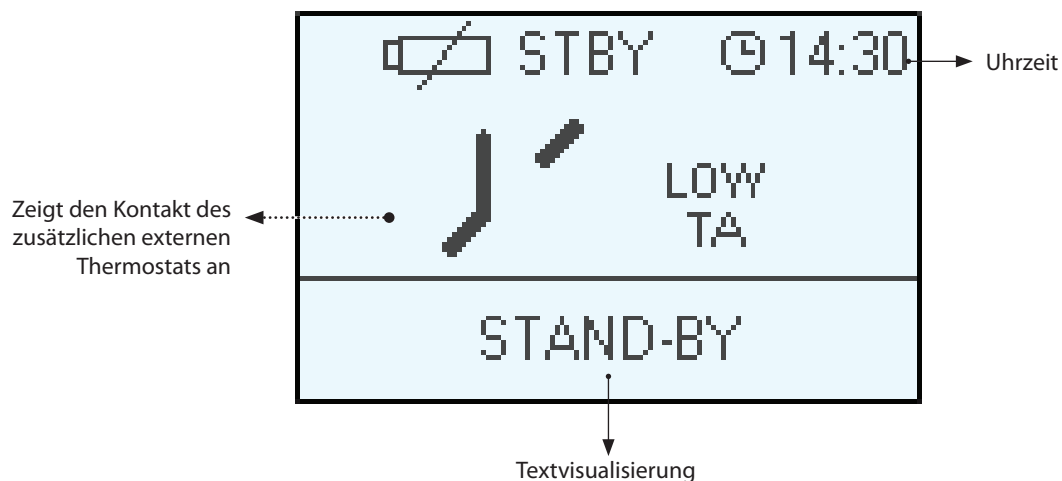 STBY 14:30
Uhrzeit
LOW
TA
Zeigt den Kontakt des
zusätzlichen externen
Thermostats an
STAND-BY
Textvisualisierung